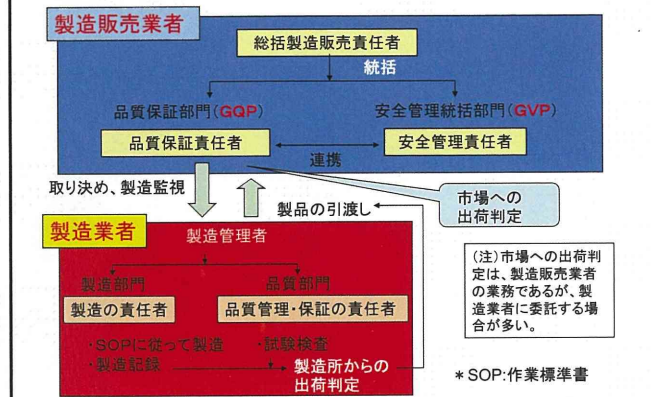 製造販売業者
総括製造販売責任者
統括
品質保証部門(GQP)
安全管理統括部門(GVP)
品質保証責任者
安全管理責任者
連携
取り決め、製造監視
市場への
出荷判定
製品の引渡し
製造業者
製造管理者
製造部門
品質部門
製造の責任者
品質管理・保証の責任者
・SOPに従って製造
・試験検査
・製造記録
製造所からの
出荷判定
(注)市場への出荷判
定は、製造販売業者
の業務であるが、製
造業者に委託する場
合が多い。
＊SOP:作業標準書